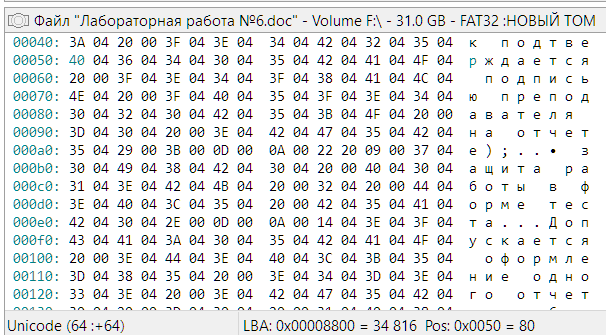 Файл "Лабораторная работа №6.doc" - Volume F:\ - 31.0 GB - FAT32 :НОВЫЙ ТОМ
00040: 3A 04 20 00 3F 04 3E 04 34 04 42 04 32 04 35 04 к подтве
00050: 40 04 36 04 34 04 30 04 35 04 42 04 41 04 4F 04 рждается
00060: 20 00 3F 04 3E 04 34 04 3F 04 38 04 41 04 4C 04 подпись
00070: 4E 04 20 00 3F 04 40 04 35 04 3F 04 3E 04 34 04 ю препод
00080: 30 04 32 04 30 04 42 04 35 04 3B 04 4F 04 20 00 авателя
00090: 3D 04 30 04 20 00 3E 04 42 04 47 04 35 04 42 04 на отчет
000a0: 35 04 29 00 3B 00 0D 00 0A 00 22 20 09 00 37 04 е);..• з
000b0: 30 04 49 04 38 04 42 04 30 04 20 00 40 04 30 04 ащита ра
000c0: 31 04 3E 04 42 04 4B 04 20 00 32 04 20 00 44 04 боты в ф
000d0: 3E 04 40 04 3C 04 35 04 20 00 42 04 35 04 41 04 орме тес
000e0: 42 04 30 04 2E 00 0D 00 0A 00 14 04 3E 04 3F 04 та...Доп
000f0: 43 04 41 04 3A 04 30 04 35 04 42 04 41 04 4F 04 ускается
00100: 20 00 3E 04 44 04 3E 04 40 04 3C 04 3B 04 35 04 оформле
00110: 3D 04 38 04 35 04 20 00 3E 04 34 04 3D 04 3E 04 ние одно
00120: 33 04 3E 04 20 00 3E 04 42 04 47 04 35 04 42 04 го отчет
Unicode (64 :+64) LBA: 0x00008800 = 34 816 Pos: 0x0050 = 80